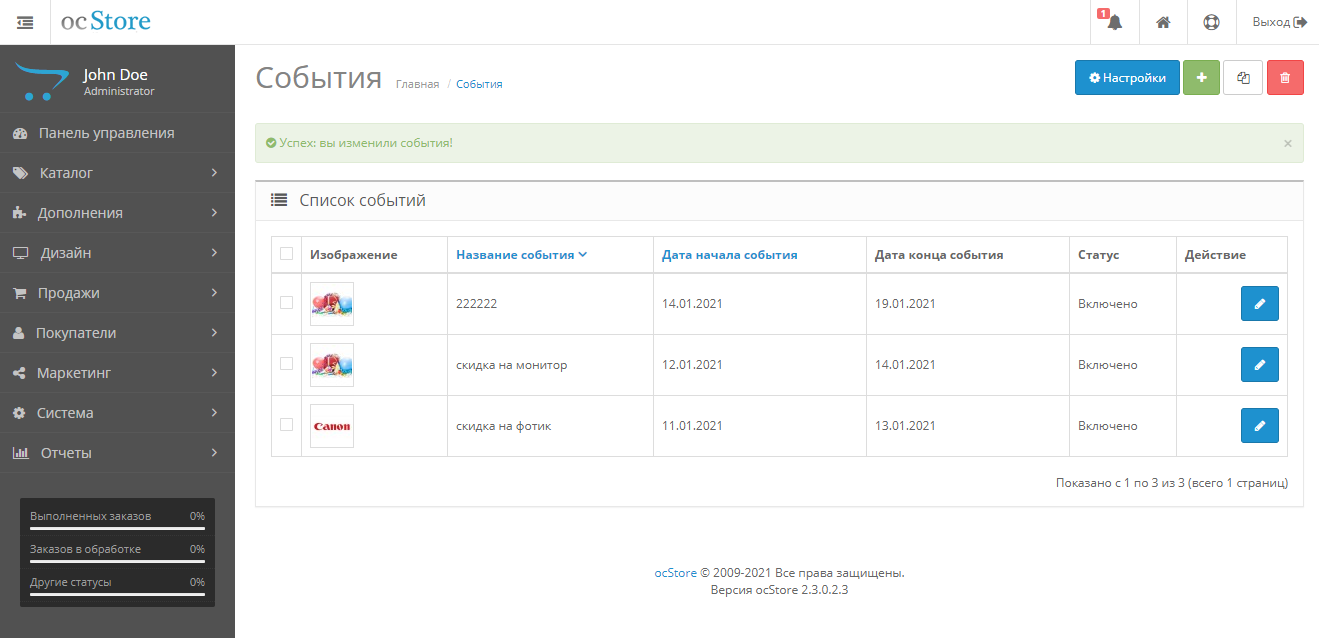 ocStore
1
Выход
John Doe
Administrator
Панель управления
Каталог
Дополнения
Дизайн
Продажи
Покупатели
Маркетинг
Система
Отчеты
Выполненных заказов 0%
Заказов в обработке 0%
Другие статусы 0%
События Главная / События
Настройки
Успех: вы изменили события! ×
Список событий
Изображение Название события Дата начала события Дата конца события Статус Действие
222222 14.01.2021 19.01.2021 Включено
скидка на монитор 12.01.2021 14.01.2021 Включено
Canon скидка на фотик 11.01.2021 13.01.2021 Включено
Показано с 1 по 3 из 3 (всего 1 страниц)
ocStore © 2009-2021 Все права защищены.
Версия ocStore 2.3.0.2.3